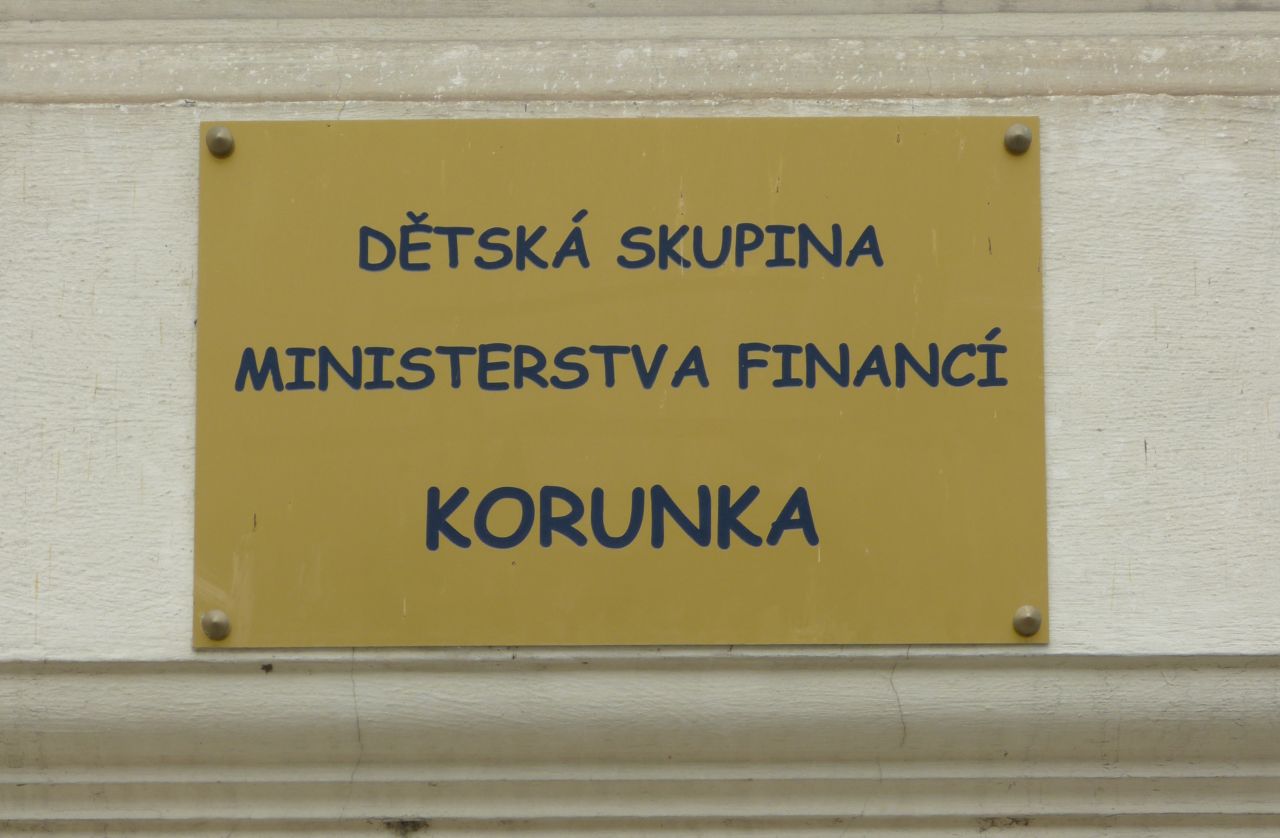 DĚTSKÁ SKUPINA
MINISTERSTVA FINANCÍ
KORUNKA